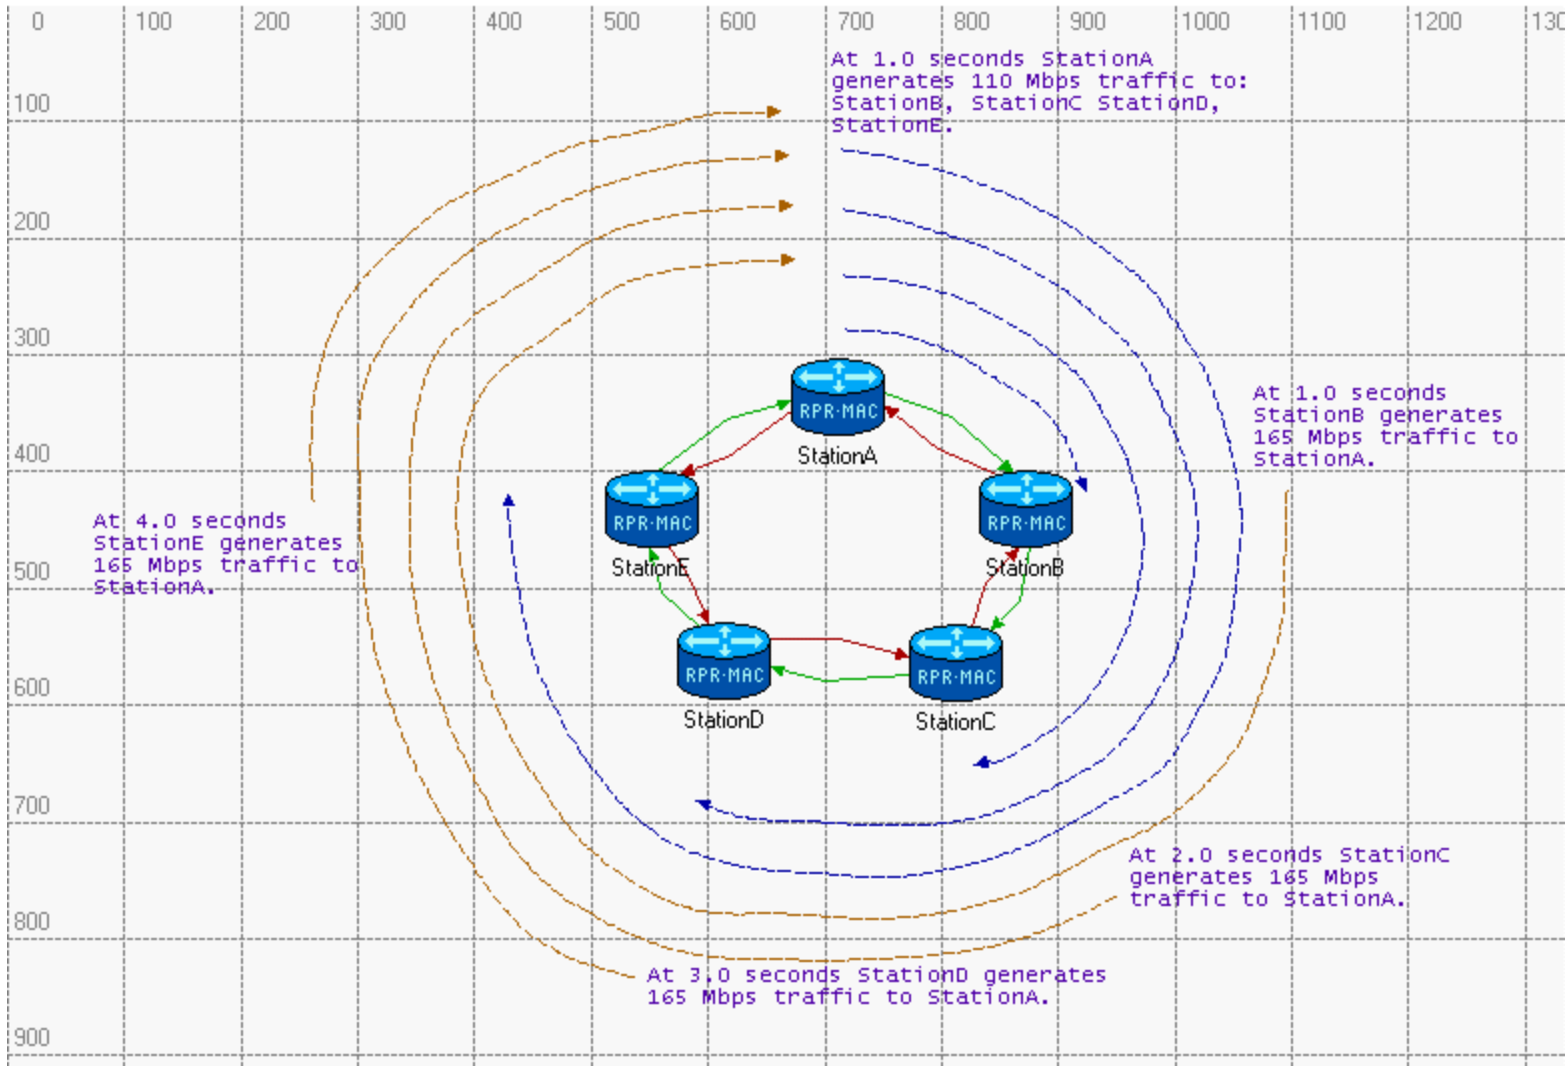 0 100 200 300 400 500 600 700 800 900 1000 1100 1200 130
At 1.0 seconds StationA
generates 110 Mbps traffic to:
StationB, StationC StationD,
StationE.
100
200
300
At 1.0 seconds
StationB generates
165 Mbps traffic to
StationA.
RPR-MAC
StationA
400
At 4.0 seconds
StationE generates
165 Mbps traffic to
StationA.
RPR-MAC
StationE
RPR-MAC
StationB
500
600
RPR-MAC
StationD
RPR-MAC
StationC
700
At 2.0 seconds StationC
generates 165 Mbps
traffic to StationA.
800
At 3.0 seconds StationD generates
165 Mbps traffic to StationA.
900